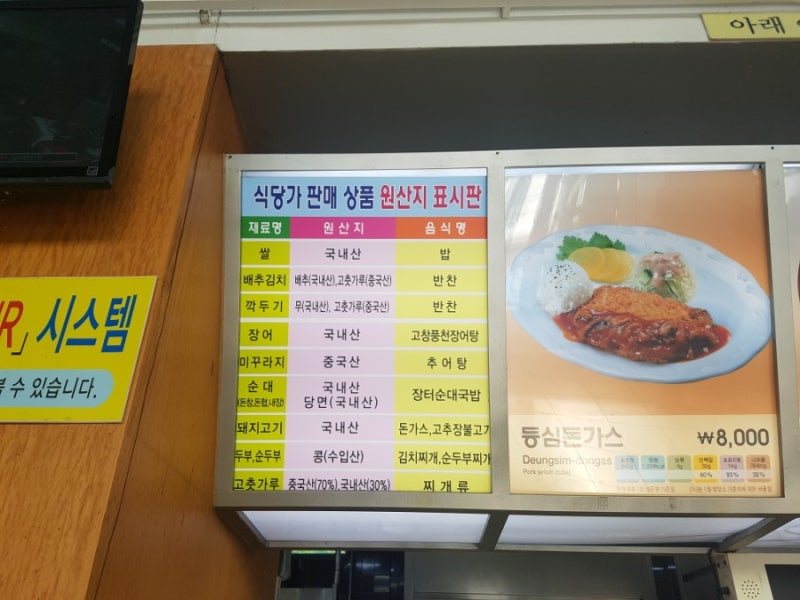 아래
식당가 판매 상품 원산지 표시판
재료명 원산지 음식명
쌀 국내산 밥
배추김치 배추(국내산),고춧가루(중국산) 반찬
깍두기 무(국내산), 고춧가루(중국산) 반찬
장어 국내산 고창풍천장어탕
미꾸라지 중국산 추어탕
순대 국내산 장터순대국밥
(돈창,돈혈,내장) 당면(국내산)
돼지고기 국내산 돈가스,고추장불고기
두부,순두부 콩(수입산) 김치찌개,순두부찌개
고춧가루 중국산(70%),국내산(30%) 찌개류
R」 시스템
볼 수 있습니다.
등심돈가스 ₩8,000
Deungsim-dongas
Pork sirloin cutlet